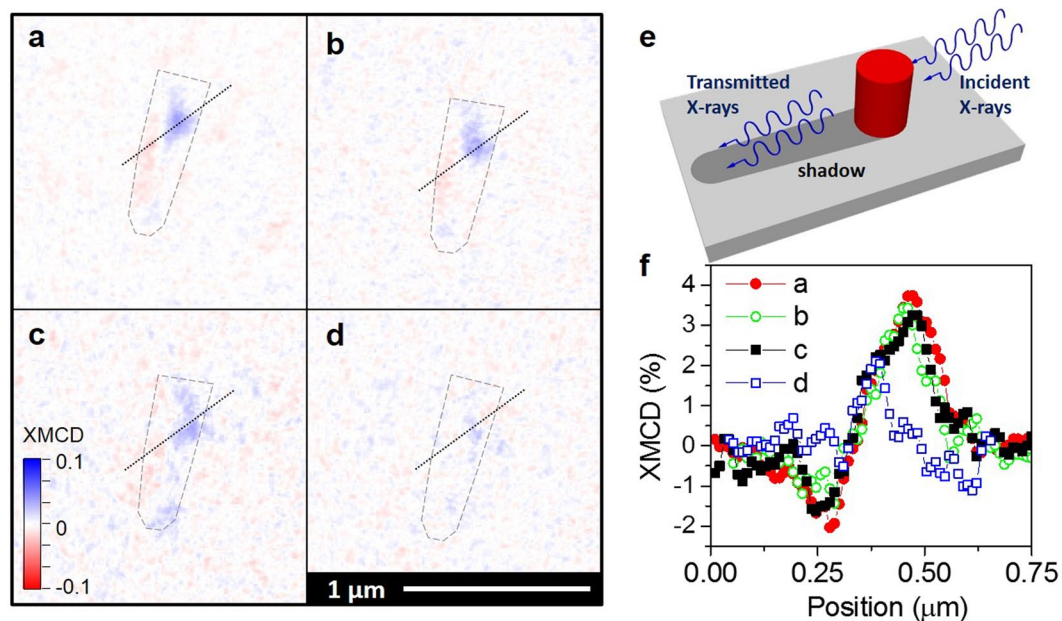 a
b
c
d
XMCD
0.1
0
-0.1
1 µm
e
Transmitted
X-rays
Incident
X-rays
shadow
f
a
b
c
d
4
3
2
1
0
-1
-2
XMCD (%)
0.00 0.25 0.50 0.75
Position (µm)